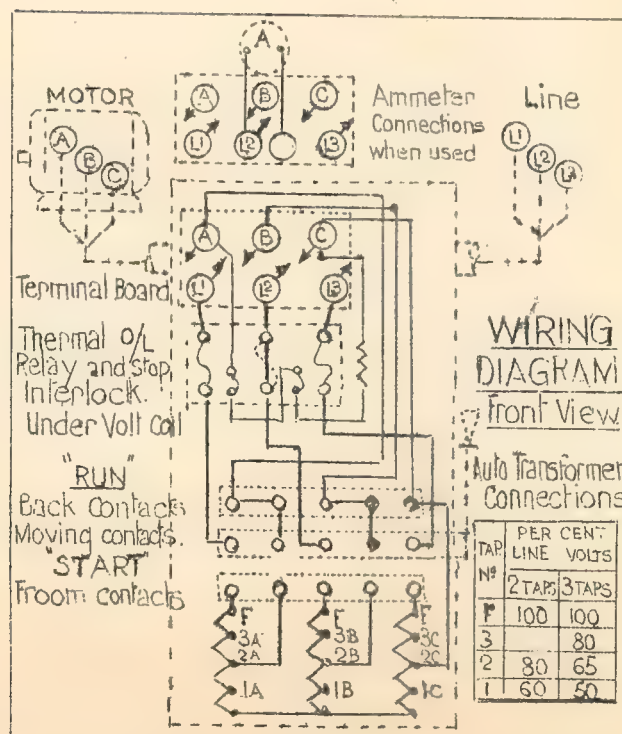 A
MOTOR
A
B
C
A B C
L1 L2 L3
Ammeter
Connections
when used
Line
L1
L2
L3
A B C
L1 L2 L3
Terminal Board
Thermal O/L
Relay and stop
Interlock.
Under Volt Coil
"RUN"
Back Contacts
Moving contacts.
"START"
Froom contacts
WIRING
DIAGRAM
Front View
Auto Transformer
Connections
TAP Nº PER CENT LINE VOLTS
2 TAPS 3 TAPS
F 100 100
3 80
2 80 65
1 60 50
F F F
3A 3B 3C
2A 2B 2C
1A 1B 1C